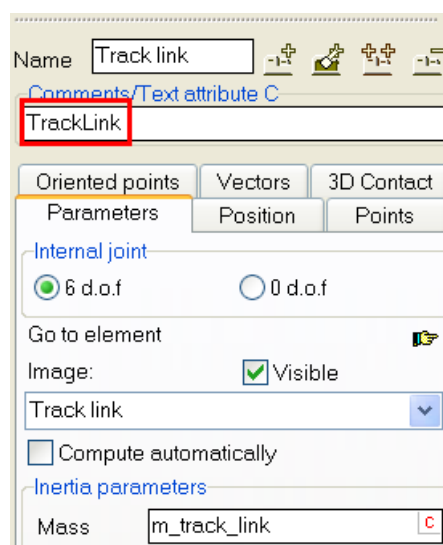 Name Track link
Comments/Text attribute C
TrackLink
Oriented points Vectors 3D Contact
Parameters Position Points
Internal joint
6 d.o.f 0 d.o.f
Go to element
Image: Visible
Track link
Compute automatically
Inertia parameters
Mass m_track_link C